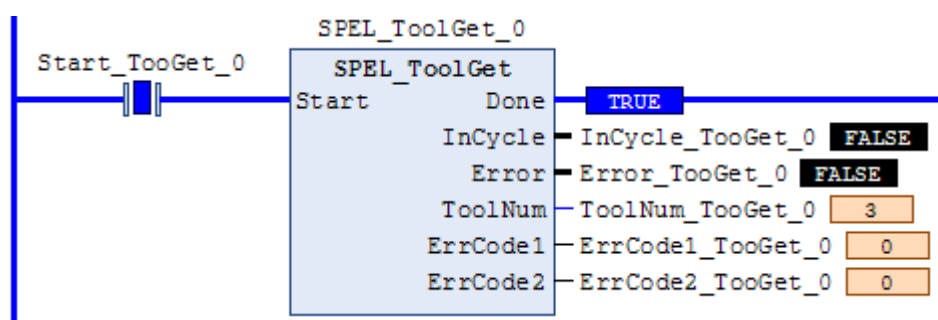 SPEL_ToolGet_0
Start_TooGet_0
SPEL_ToolGet
Start Done TRUE
InCycle InCycle_TooGet_0 FALSE
Error Error_TooGet_0 FALSE
ToolNum ToolNum_TooGet_0 3
ErrCode1 ErrCode1_TooGet_0 0
ErrCode2 ErrCode2_TooGet_0 0